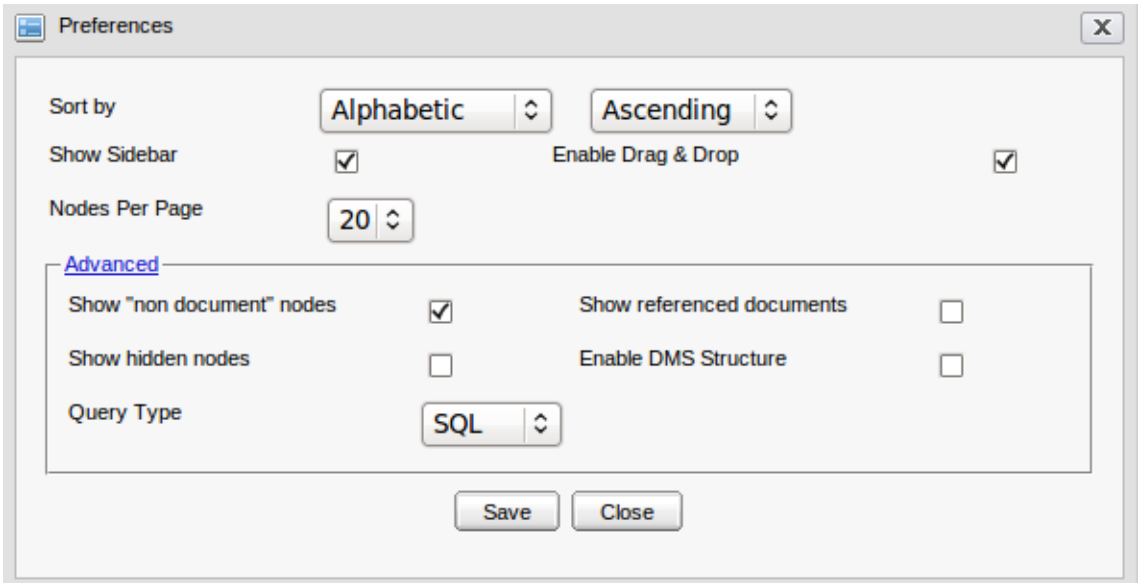 Preferences
X
Sort by Alphabetic Ascending
Show Sidebar Enable Drag & Drop
Nodes Per Page 20
Advanced
Show "non document" nodes Show referenced documents
Show hidden nodes Enable DMS Structure
Query Type SQL
Save Close